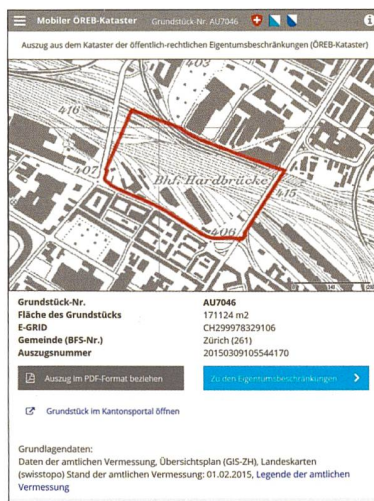 Mobiler ÖREB-Kataster Grundstück-Nr. AU7046
Auszug aus dem Kataster der öffentlich-rechtlichen Eigentumsbeschränkungen (ÖREB-Kataster)
403
416
407
Bhf. Hardbrücke
415
406
Grundstück-Nr. AU7046
Fläche des Grundstücks 171124 m2
E-GRID CH299978329106
Gemeinde (BFS-Nr.) Zürich (261)
Auszugsnummer 20150309105544170
Auszug im PDF-Format beziehen Zu den Eigentumsbeschränkungen
Grundstück im Kantonsportal öffnen
Grundlagendaten:
Daten der amtlichen Vermessung, Übersichtsplan (GIS-ZH), Landeskarten
(swisstopo) Stand der amtlichen Vermessung: 01.02.2015, Legende der amtlichen
Vermessung